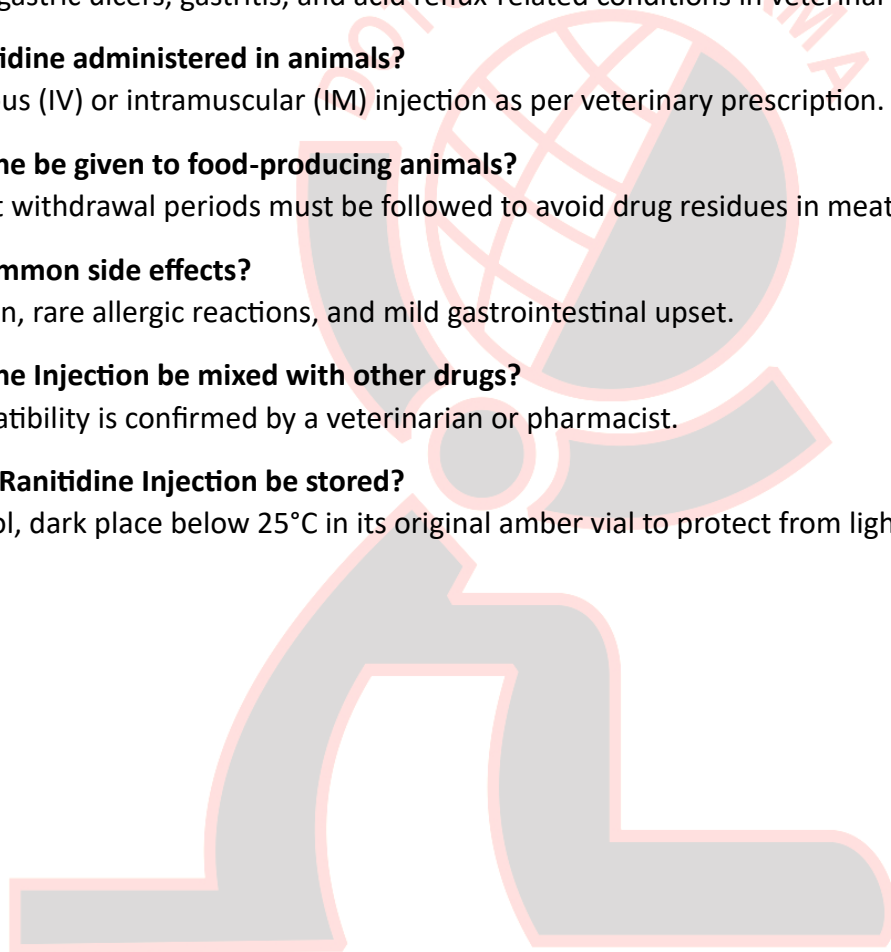 gastric ulcers, gastritis, and acid reflux-related conditions in veterinar
idine administered in animals?
us (IV) or intramuscular (IM) injection as per veterinary prescription.
ne be given to food-producing animals?
t withdrawal periods must be followed to avoid drug residues in meat
mmon side effects?
n, rare allergic reactions, and mild gastrointestinal upset.
ne Injection be mixed with other drugs?
atibility is confirmed by a veterinarian or pharmacist.
Ranitidine Injection be stored?
ol, dark place below 25°C in its original amber vial to protect from ligh